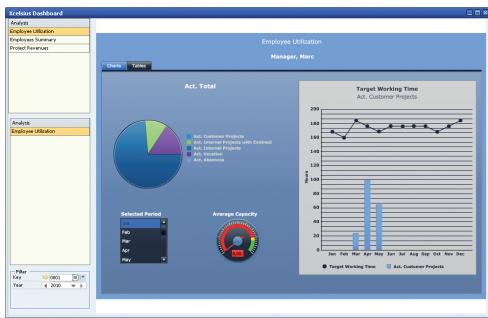 Xcelsius Dashboard
Analysis
Employee Utilization
Employees Summary
Project Revenues
Analysis
Employee Utilization
Filter
Key 0001
Year 2010
Employee Utilization
Manager, Marc
Charts Tables
Act. Total
Act. Customer Projects
Act. Internal Projects with Contract
Act. Internal Projects
Act. Vacation
Act. Absences
Selected Period
Jan
Feb
Mar
Apr
May
Average Capacity
Target Working Time
Act. Customer Projects
Hours
200
180
160
140
120
100
80
60
40
20
0
Jan Feb Mar Apr May Jun Jul Aug Sep Oct Nov Dec
Target Working Time Act. Customer Projects